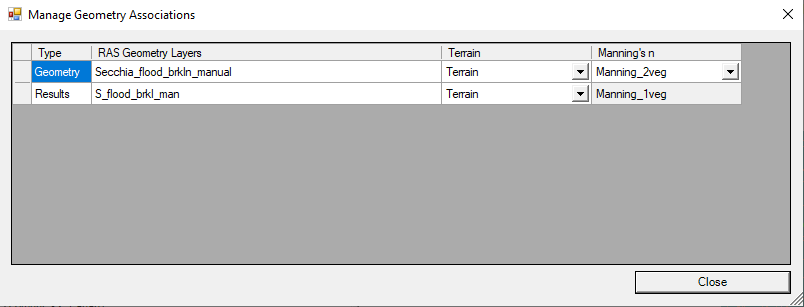 Manage Geometry Associations
Type RAS Geometry Layers Terrain Manning's n
Geometry Secchia_flood_brkln_manual Terrain Manning_2veg
Results S_flood_brkl_man Terrain Manning_1veg
Close